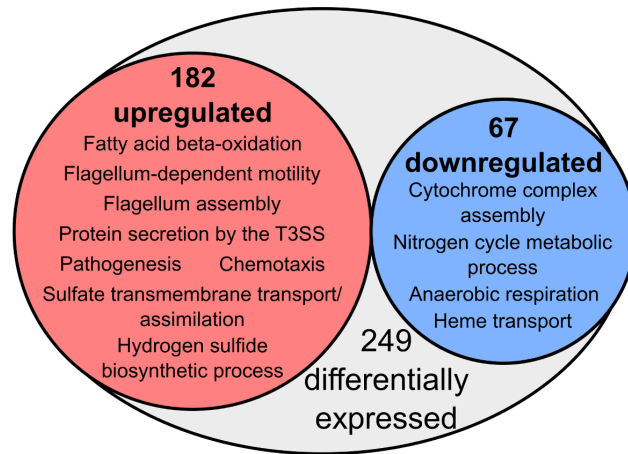 182
upregulated
Fatty acid beta-oxidation
Flagellum-dependent motility
Flagellum assembly
Protein secretion by the T3SS
Pathogenesis Chemotaxis
Sulfate transmembrane transport/
assimilation
Hydrogen sulfide
biosynthetic process
67
downregulated
Cytochrome complex
assembly
Nitrogen cycle metabolic
process
Anaerobic respiration
Heme transport
249
differentially
expressed